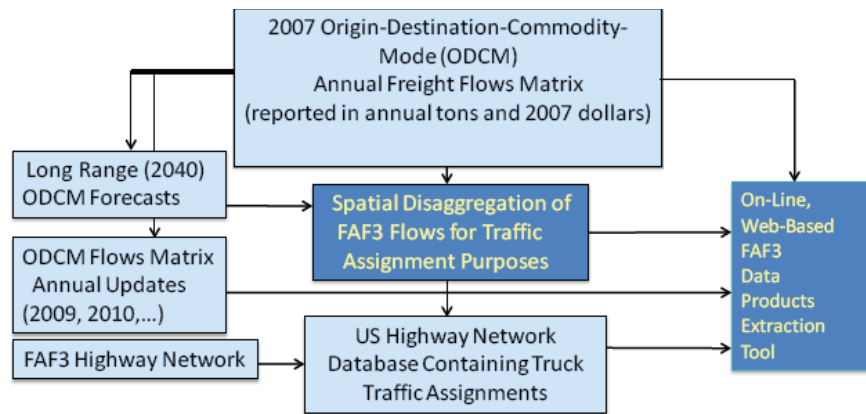 2007 Origin-Destination-Commodity-
Mode (ODCM)
Annual Freight Flows Matrix
(reported in annual tons and 2007 dollars)
Long Range (2040)
ODCM Forecasts
Spatial Disaggregation of
FAF3 Flows for Traffic
Assignment Purposes
On-Line,
Web-Based
FAF3
Data
Products
Extraction
Tool
ODCM Flows Matrix
Annual Updates
(2009, 2010,...)
FAF3 Highway Network
US Highway Network
Database Containing Truck
Traffic Assignments